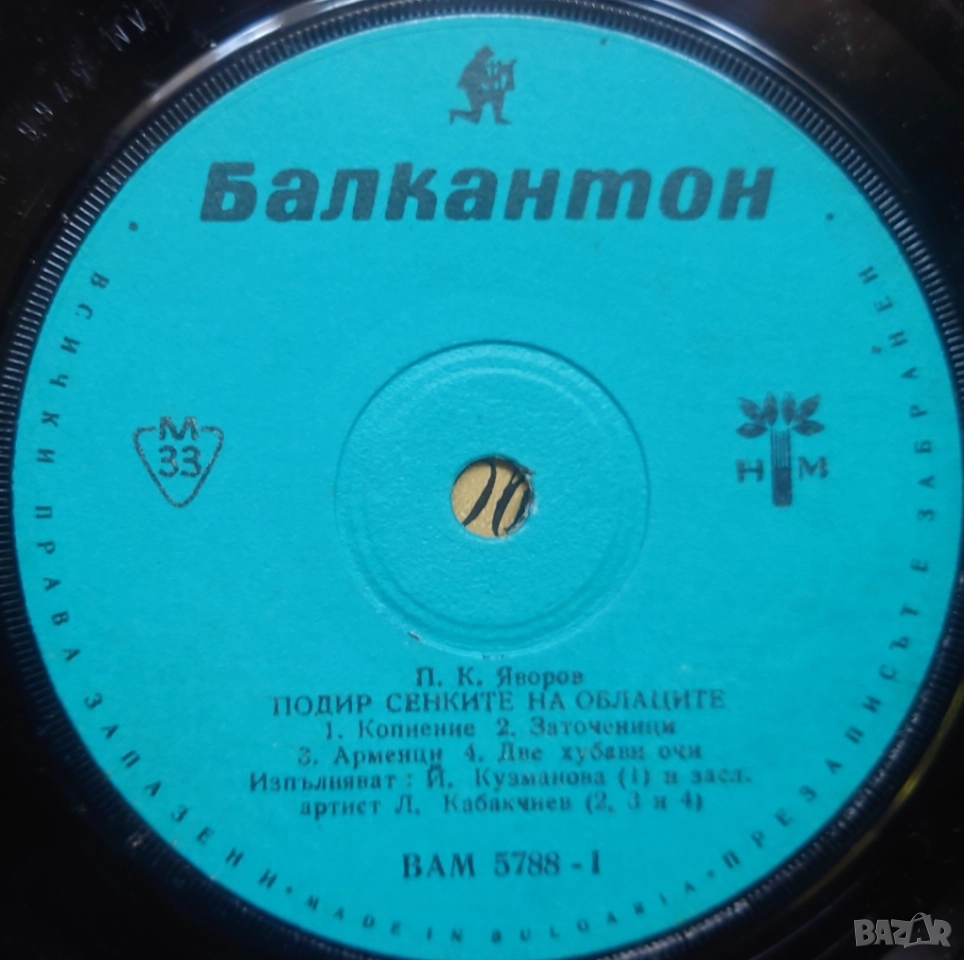 Балкантон
М
33
Н М
П. К. Яворов
ПОДИР СЕНКИТЕ НА ОБЛАЦИТЕ
1. Копнение 2. Заточеници
3. Арменци 4. Две хубави очи
Изпълняват: Й. Кузманова (1) и засл.
артист Л. Кабакчиев (2, 3 и 4)
ВАМ 5788 - I
ВСИЧКИ ПРАВА ЗАПАЗЕНИ · MADE IN BULGARIA · ПРЕЗАПИСЪТ Е ЗАБРАНЕН
BAZAR